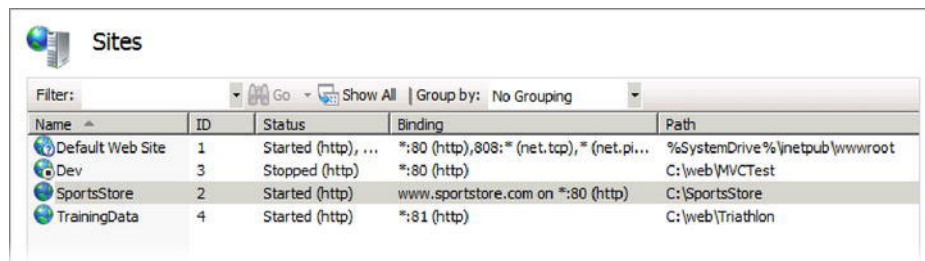 Sites
Filter: Go Show All Group by: No Grouping
Name ID Status Binding Path
Default Web Site 1 Started (http), ... *:80 (http),808:* (net.tcp),* (net.pi... %SystemDrive%\inetpub\wwwroot
Dev 3 Stopped (http) *:80 (http) C:\web\MVCTest
SportsStore 2 Started (http) www.sportstore.com on *:80 (http) C:\SportsStore
TrainingData 4 Started (http) *:81 (http) C:\web\Triathlon